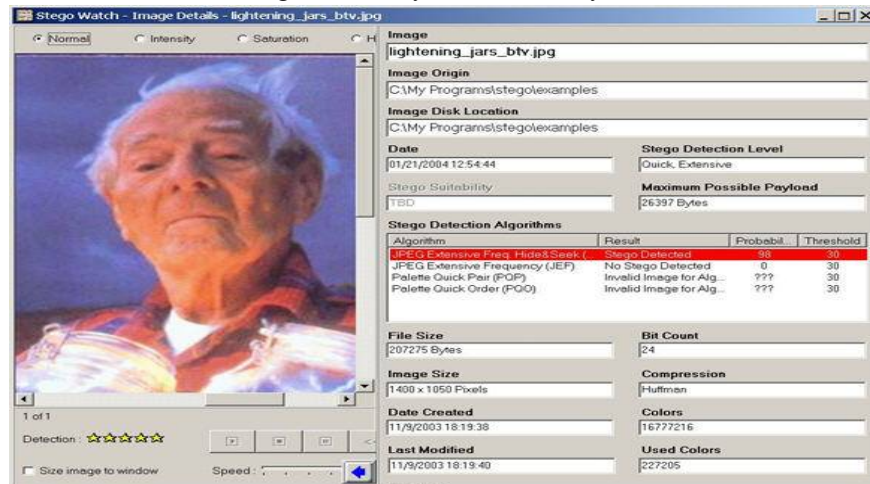 Stego Watch - Image Details - lightening_jars_btv.jpg
Normal Intensity Saturation H
Image
lightening_jars_btv.jpg
Image Origin
C:\My Programs\stego\examples
Image Disk Location
C:\My Programs\stego\examples
Date Stego Detection Level
01/21/2004 12:54:44 Quick, Extensive
Stego Suitability Maximum Possible Payload
TBD 26397 Bytes
Stego Detection Algorithms
Algorithm Result Probabil... Threshold
JPEG Extensive Freq. Hide&Seek (... Stego Detected 98 30
JPEG Extensive Frequency (JEF) No Stego Detected 0 30
Palette Quick Pair (PQP) Invalid Image for Alg... ??? 30
Palette Quick Order (PQO) Invalid Image for Alg... ??? 30
File Size Bit Count
207275 Bytes 24
Image Size Compression
1400 x 1050 Pixels Huffman
Date Created Colors
11/9/2003 18:19:38 16777216
Last Modified Used Colors
11/9/2003 18:19:40 227205
1 of 1
Detection :
Size image to window Speed :